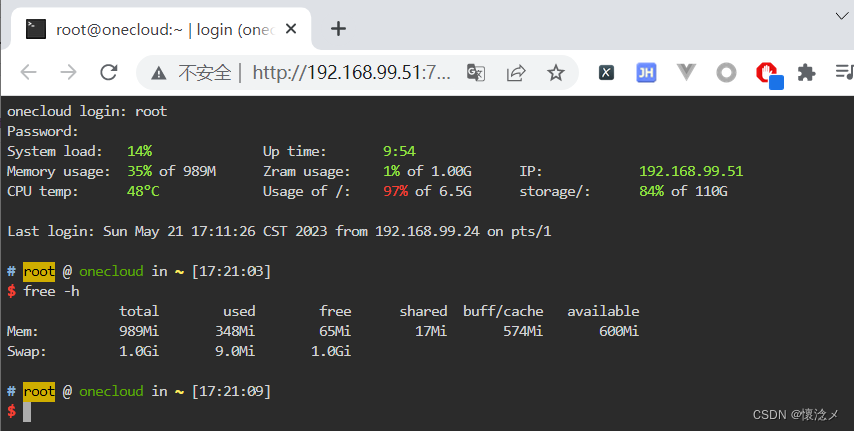 root@onecloud:~ | login (onec
不安全 | http://192.168.99.51:7...
X JH
onecloud login: root
Password:
System load: 14% Up time: 9:54
Memory usage: 35% of 989M Zram usage: 1% of 1.00G IP: 192.168.99.51
CPU temp: 48°C Usage of /: 97% of 6.5G storage/: 84% of 110G
Last login: Sun May 21 17:11:26 CST 2023 from 192.168.99.24 on pts/1
# root @ onecloud in ~ [17:21:03]
$ free -h
total used free shared buff/cache available
Mem: 989Mi 348Mi 65Mi 17Mi 574Mi 600Mi
Swap: 1.0Gi 9.0Mi 1.0Gi
# root @ onecloud in ~ [17:21:09]
$
CSDN @懷淰メ